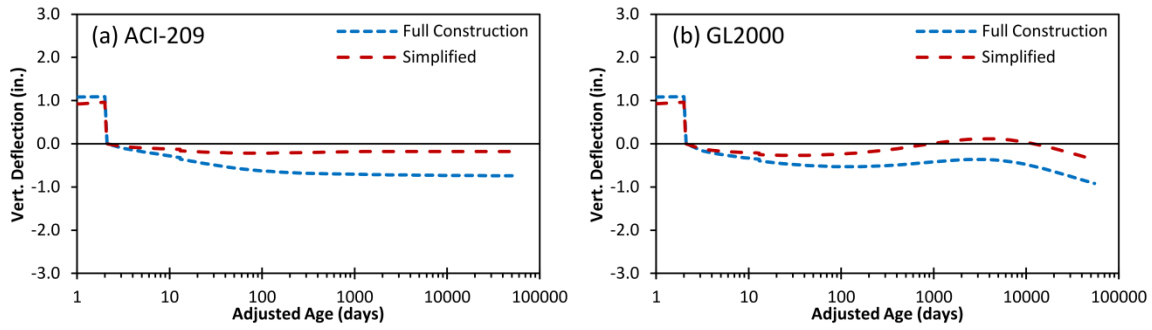 (a) ACI-209
Full Construction
Simplified
Vert. Deflection (in.)
3.0
2.0
1.0
0.0
-1.0
-2.0
-3.0
1
10
100
1000
10000
100000
Adjusted Age (days)
(b) GL2000
Full Construction
Simplified
Vert. Deflection (in.)
3.0
2.0
1.0
0.0
-1.0
-2.0
-3.0
1
10
100
1000
10000
100000
Adjusted Age (days)